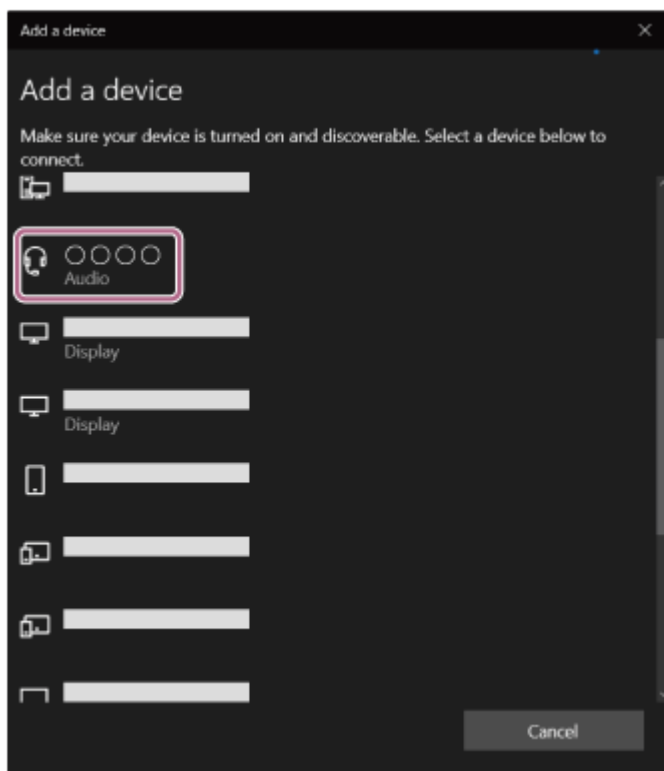 Add a device
Add a device
Make sure your device is turned on and discoverable. Select a device below to
connect.
○○○○
Audio
Display
Display
Cancel